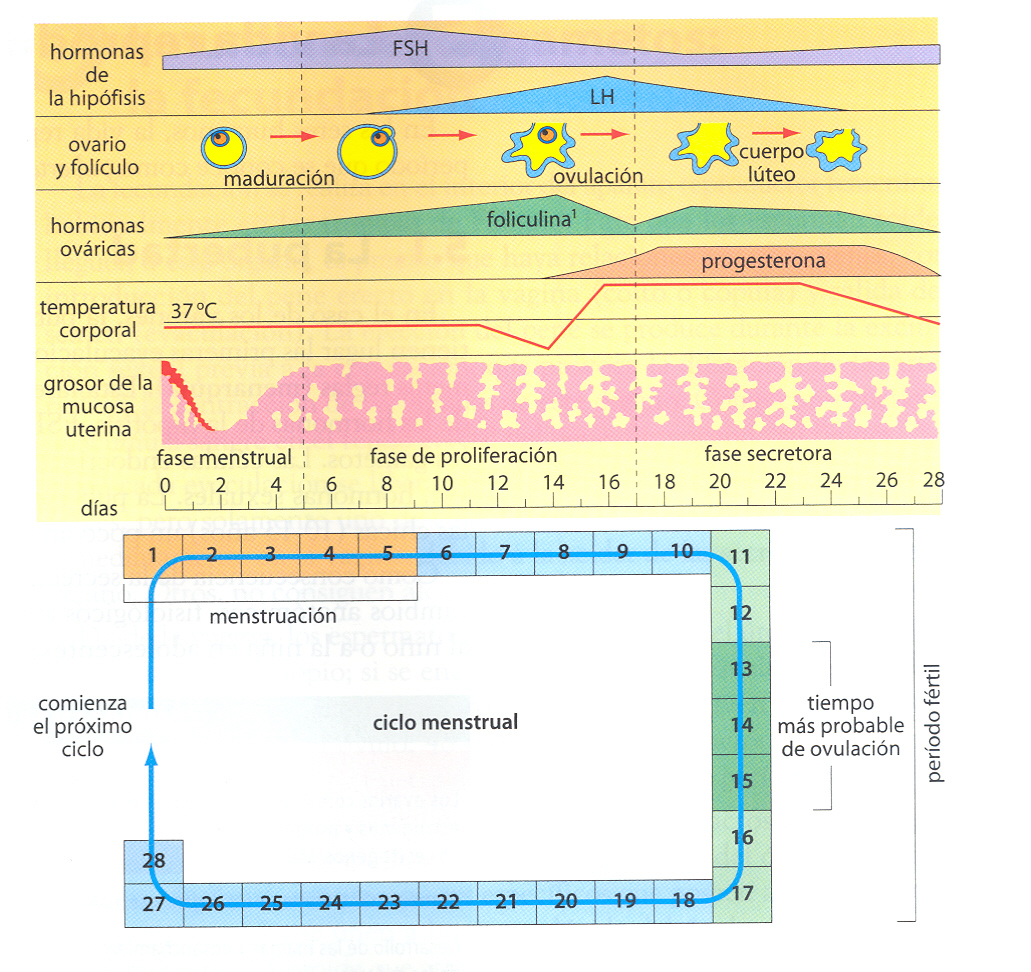 hormonas
de
la hipófisis
FSH
LH
ovario
y folículo
maduración
ovulación
cuerpo
lúteo
hormonas
ováricas
foliculina¹
progesterona
temperatura
corporal
37 ºC
grosor de la
mucosa
uterina
fase menstrual
fase de proliferación
fase secretora
0 2 4 6 8 10 12 14 16 18 20 22 24 26 28
días
1 2 3 4 5 6 7 8 9 10 11
menstruación
12
13
14
15
16
17
tiempo
más probable
de ovulación
período fértil
comienza
el próximo
ciclo
ciclo menstrual
28
27 26 25 24 23 22 21 20 19 18